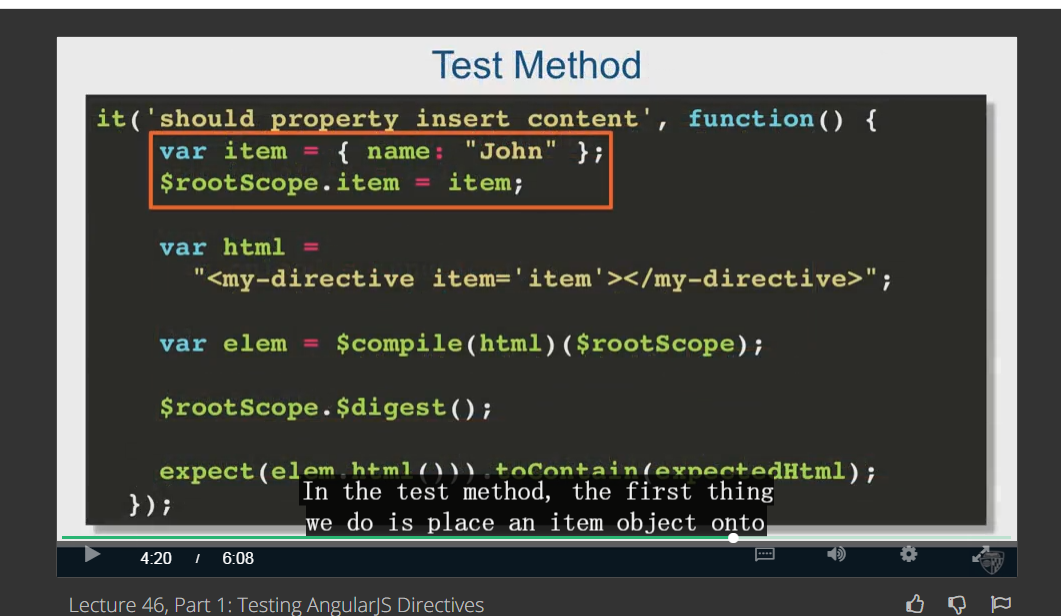 Test Method
it('should property insert content', function() {
var item = { name: "John" };
$rootScope.item = item;
var html =
"<my-directive item='item'></my-directive>";
var elem = $compile(html)($rootScope);
$rootScope.$digest();
expect(elem.html())).toContain(expectedHtml);
});
In the test method, the first thing
we do is place an item object onto
4:20 / 6:08
Lecture 46, Part 1: Testing AngularJS Directives